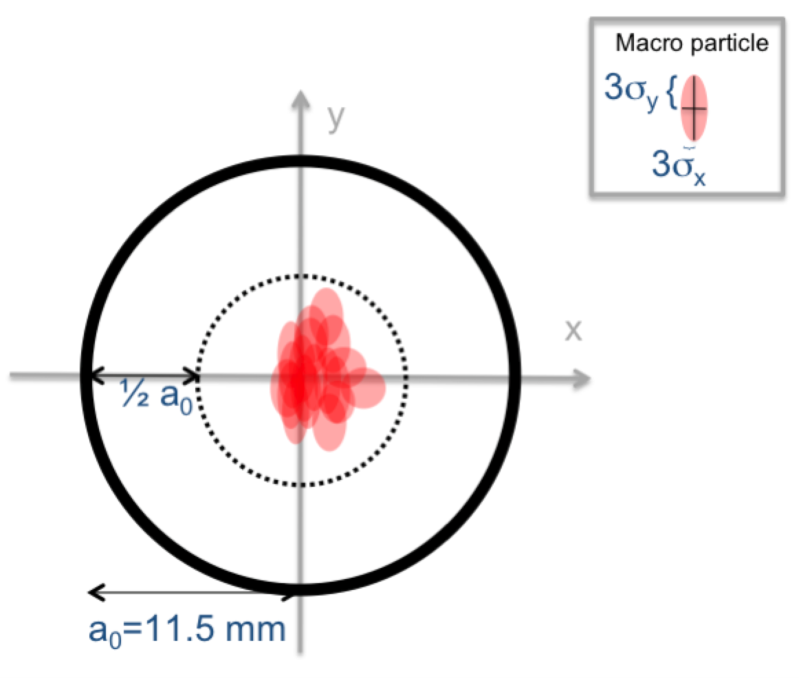 Macro particle
3σy {
3σx
y
x
½ a0
a0=11.5 mm